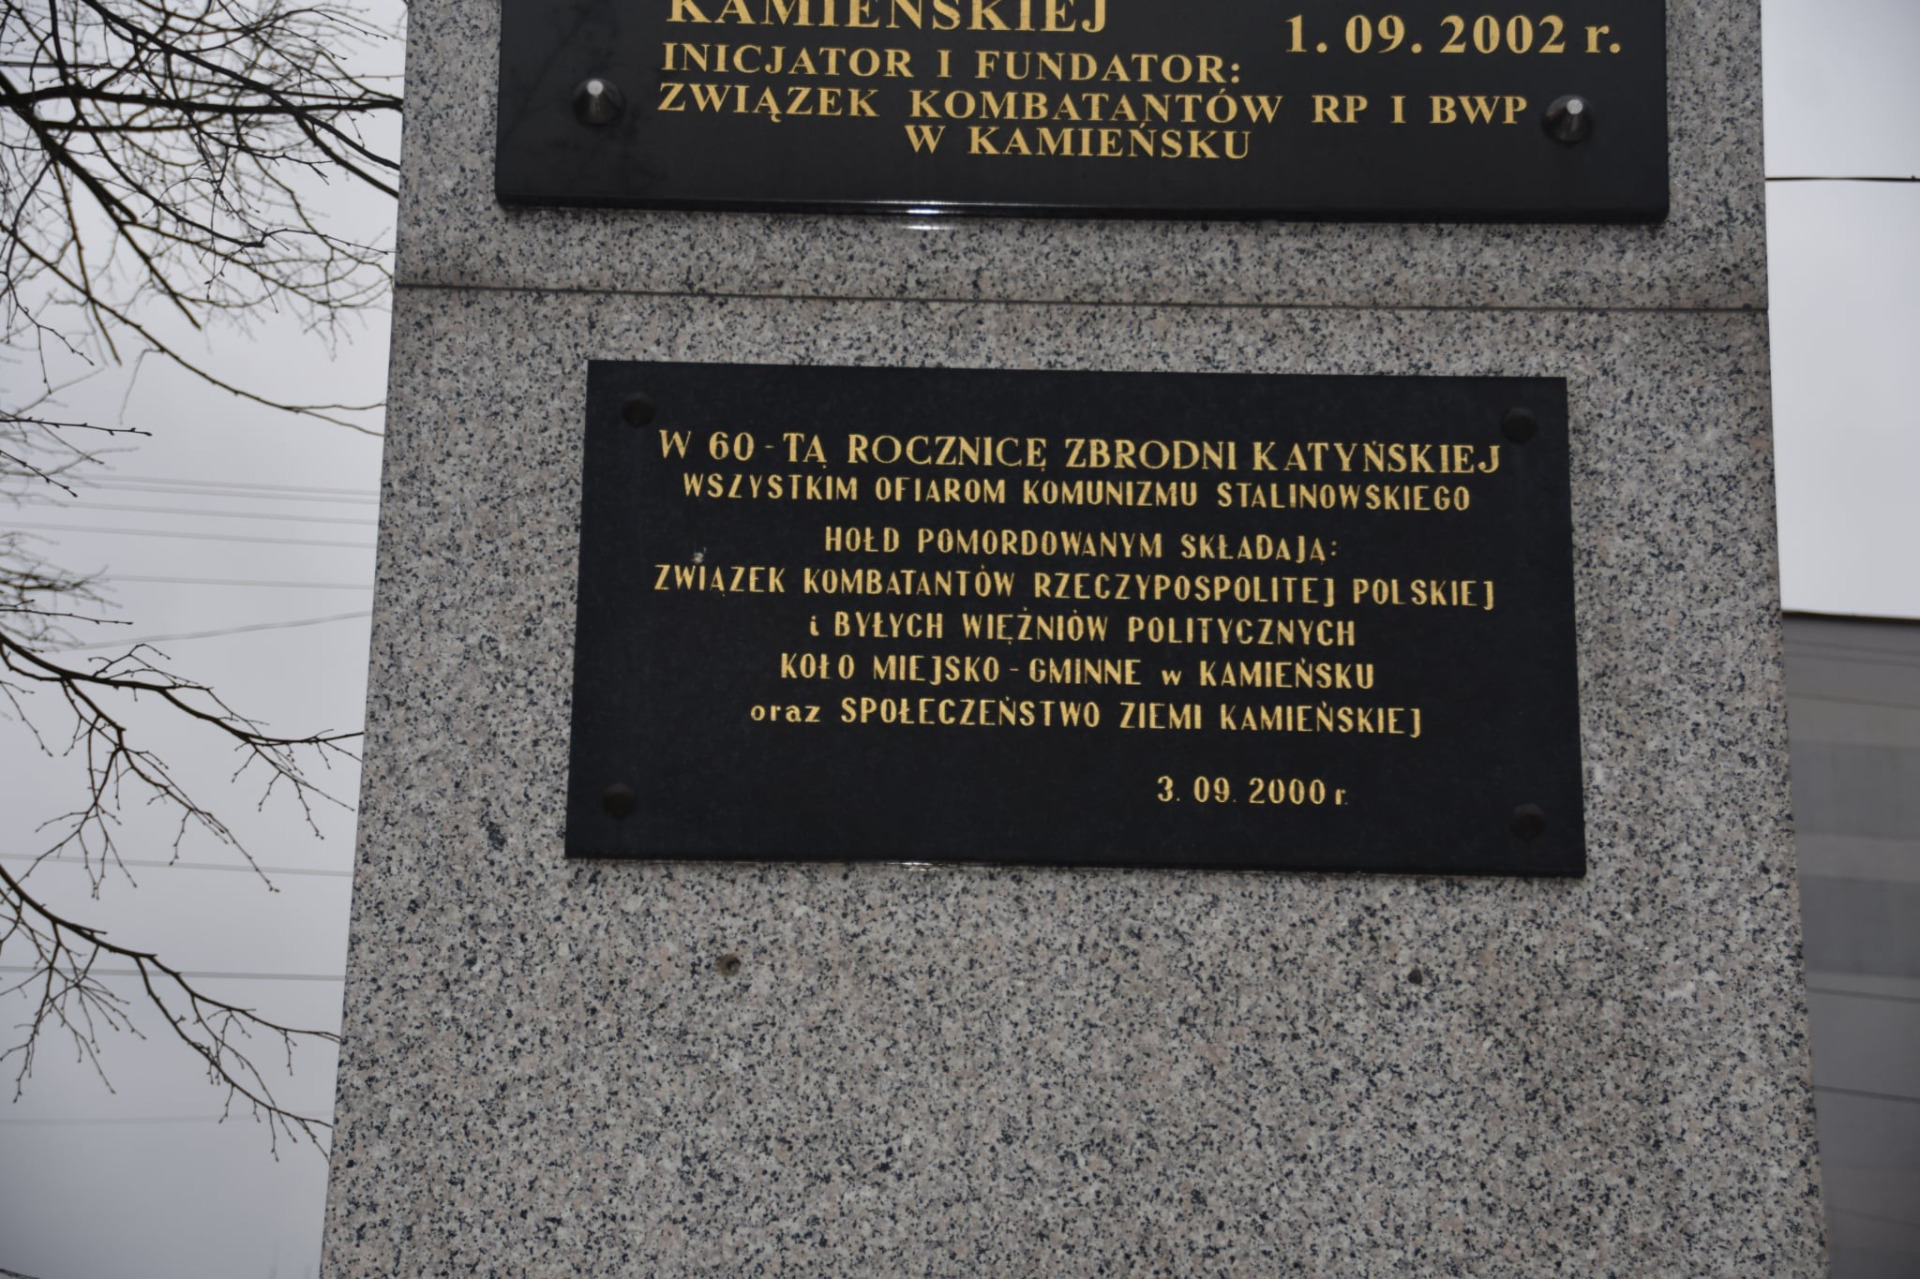 KAMIEŃSKIEJ
1. 09. 2002 r.
INICJATOR I FUNDATOR:
ZWIĄZEK KOMBATANTÓW RP I BWP
W KAMIEŃSKU
W 60 - TĄ ROCZNICĘ ZBRODNI KATYŃSKIEJ
WSZYSTKIM OFIAROM KOMUNIZMU STALINOWSKIEGO
HOŁD POMORDOWANYM SKŁADAJĄ:
ZWIĄZEK KOMBATANTÓW RZECZYPOSPOLITEJ POLSKIEJ
i BYŁYCH WIĘŹNIÓW POLITYCZNYCH
KOŁO MIEJSKO - GMINNE w KAMIEŃSKU
oraz SPOŁECZEŃSTWO ZIEMI KAMIEŃSKIEJ
3. 09. 2000 r.